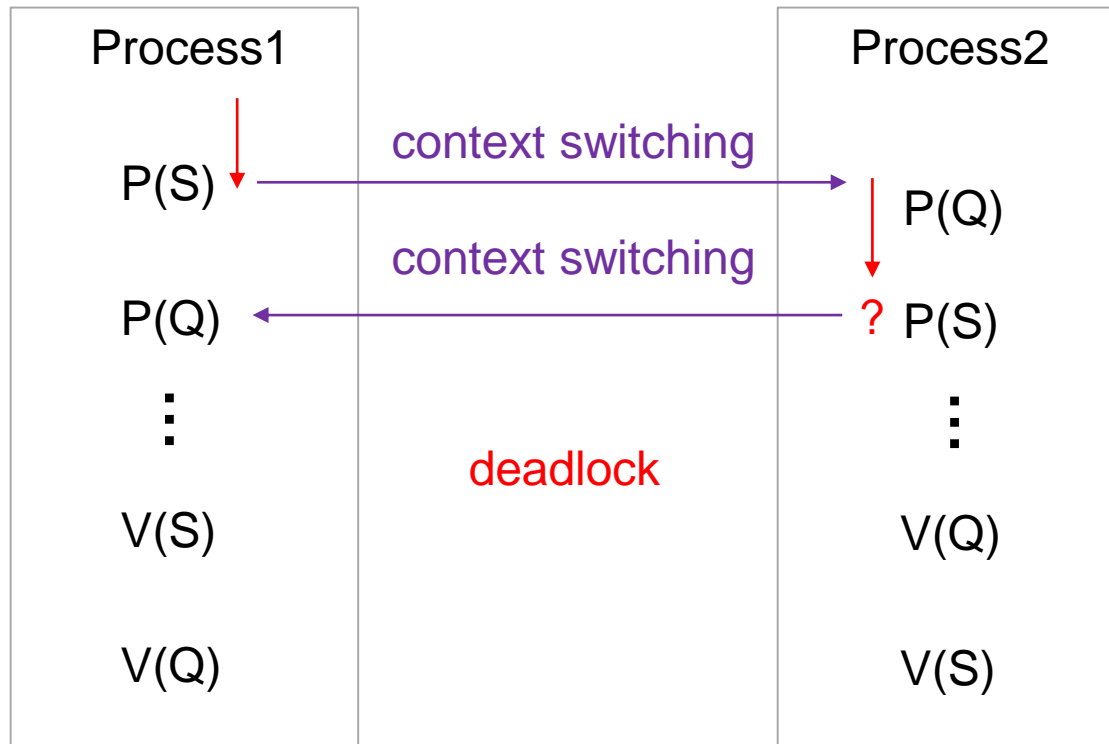 Process1
Process2
context switching
P(S)
P(Q)
context switching
P(Q)
? P(S)
⋮
⋮
deadlock
V(S)
V(Q)
V(Q)
V(S)